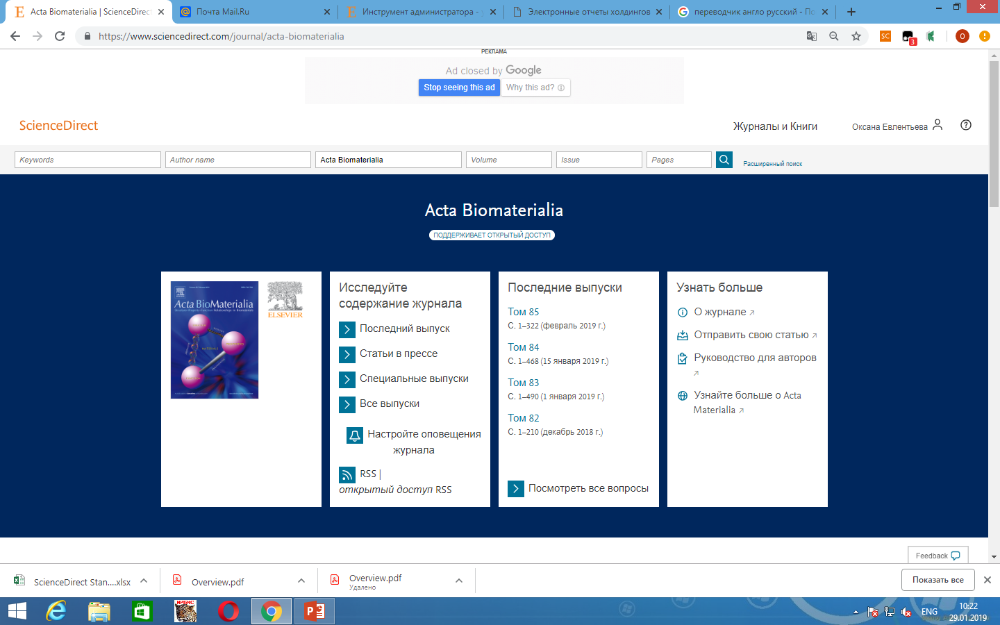 Acta Biomaterialia | ScienceDirect
Почта Mail.Ru
Инструмент администратора -
Электронные отчеты холдингов
переводчик англо русский - По
https://www.sciencedirect.com/journal/acta-biomaterialia
SC
3
О
РЕКЛАМА
Ad closed by Google
Stop seeing this ad
Why this ad?
ScienceDirect
Журналы и Книги
Оксана Евлентьева
Keywords
Author name
Acta Biomaterialia
Volume
Issue
Pages
Расширенный поиск
Acta Biomaterialia
ПОДДЕРЖИВАЕТ ОТКРЫТЫЙ ДОСТУП
Acta BioMaterialia
ELSEVIER
Исследуйте
содержание журнала
Последний выпуск
Статьи в прессе
Специальные выпуски
Все выпуски
Настройте оповещения
журнала
RSS |
открытый доступ RSS
Последние выпуски
Том 85
С. 1–322 (февраль 2019 г.)
Том 84
С. 1–468 (15 января 2019 г.)
Том 83
С. 1–490 (1 января 2019 г.)
Том 82
С. 1–210 (декабрь 2018 г.)
Посмотреть все вопросы
Узнать больше
О журнале
Отправить свою статью
Руководство для авторов
Узнайте больше о Acta
Materialia
Feedback
ScienceDirect Stan....xlsx
Overview.pdf
Overview.pdf
Удалено
Показать все
ИРБИС
ENG
10:22
29.01.2019